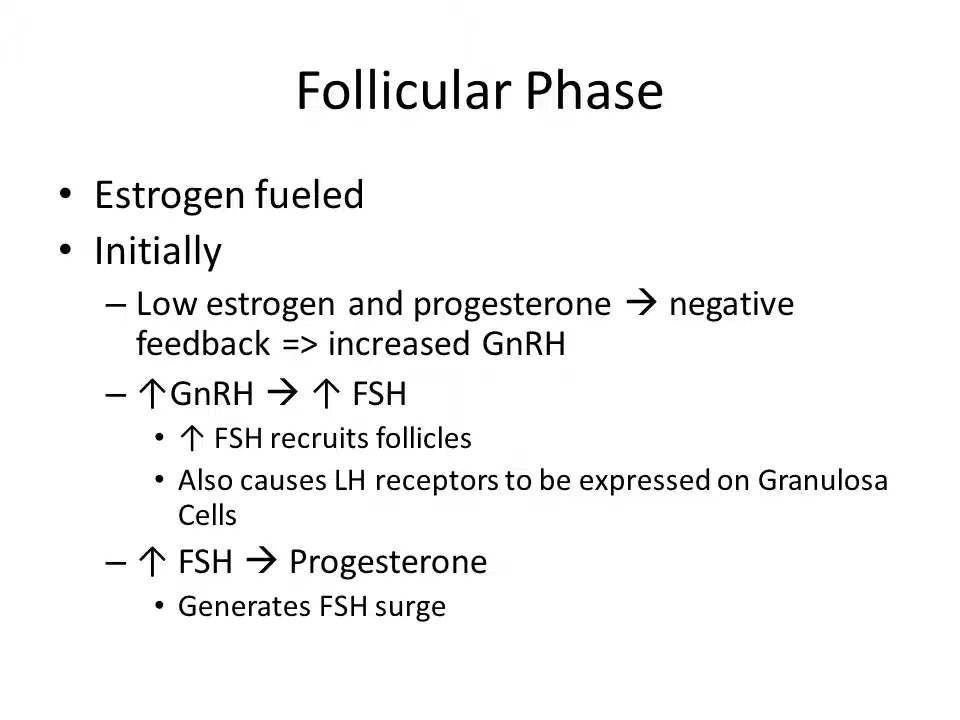 Follicular Phase
• Estrogen fueled
• Initially
– Low estrogen and progesterone → negative
feedback => increased GnRH
– ↑GnRH → ↑ FSH
• ↑ FSH recruits follicles
• Also causes LH receptors to be expressed on Granulosa
Cells
– ↑ FSH → Progesterone
• Generates FSH surge